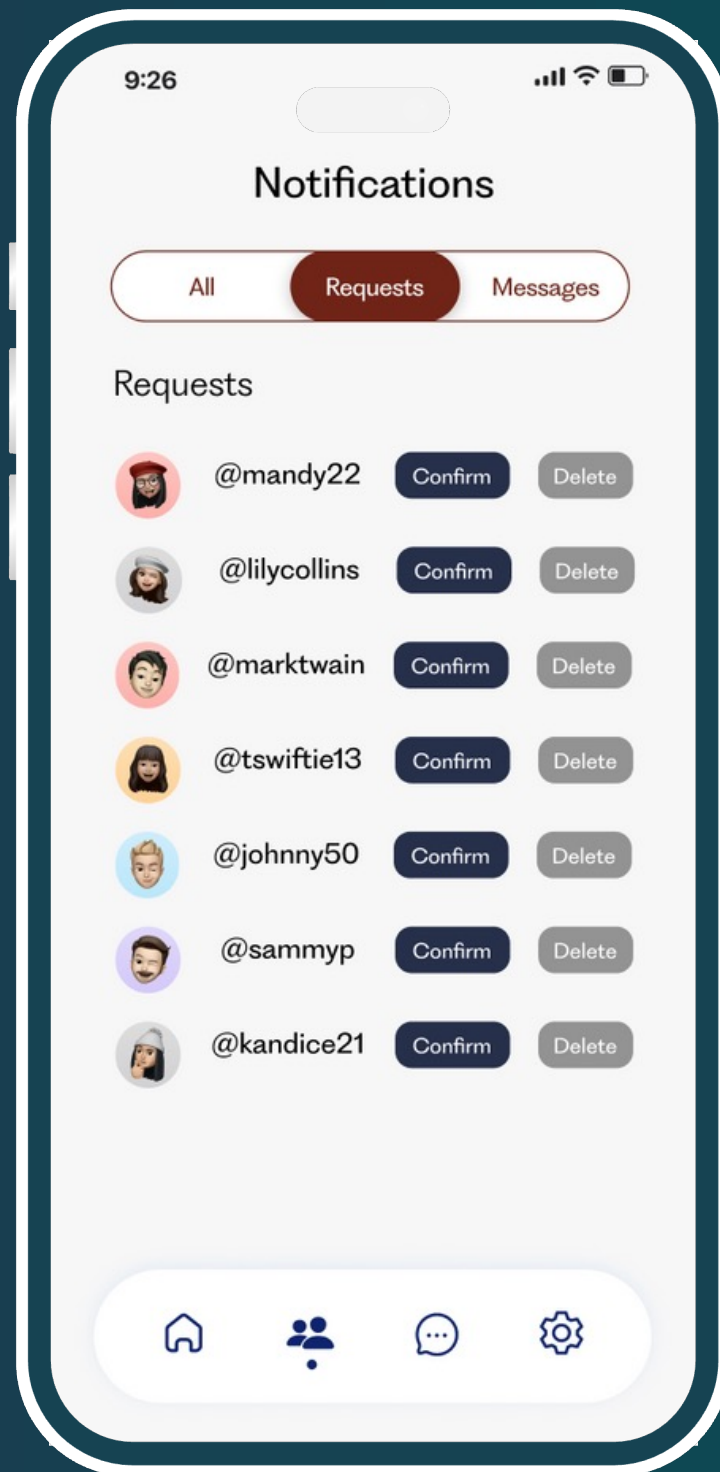 9:26
Notifications
All Requests Messages
Requests
@mandy22 Confirm Delete
@lilycollins Confirm Delete
@marktwain Confirm Delete
@tswiftie13 Confirm Delete
@johnny50 Confirm Delete
@sammyp Confirm Delete
@kandice21 Confirm Delete